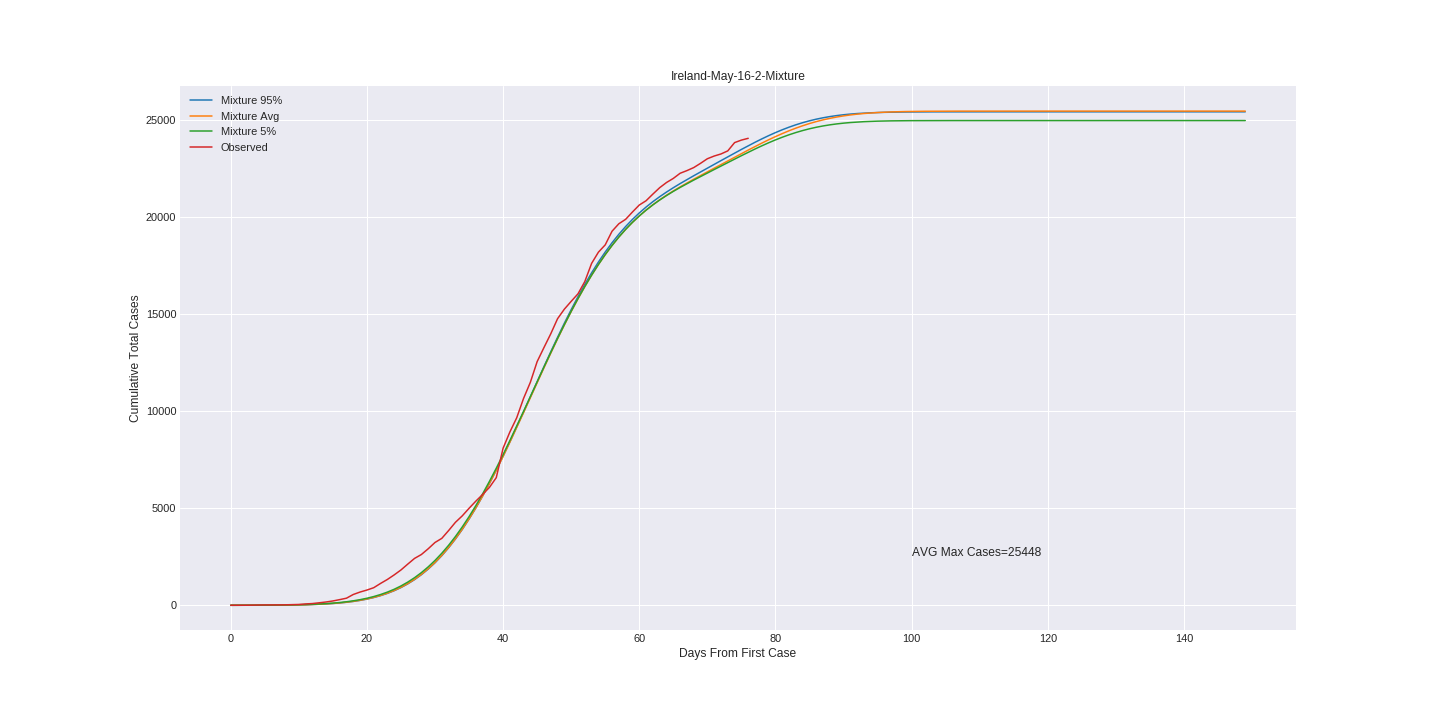 Ireland-May-16-2-Mixture
Mixture 95%
Mixture Avg
Mixture 5%
Observed
25000
20000
15000
10000
5000
0
Cumulative Total Cases
AVG Max Cases=25448
0 20 40 60 80 100 120 140
Days From First Case